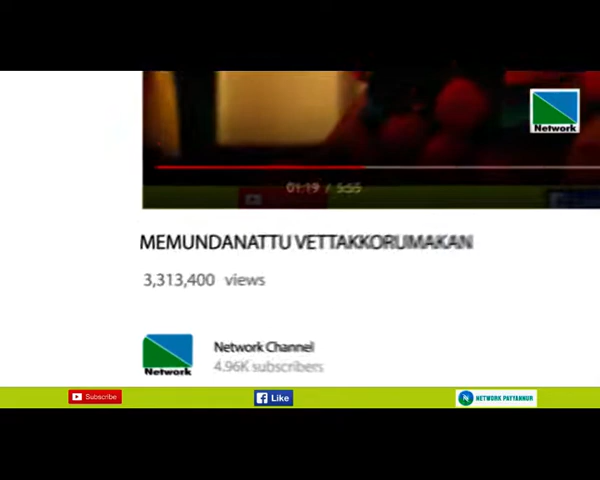 Network
01:19 / 5:55
MEMUNDANATTU VETTAKKORUMAKAN
3,313,400 views
Network Channel
Network
4.96K subscribers
Subscribe
Like
NETWORK PAYYANNUR